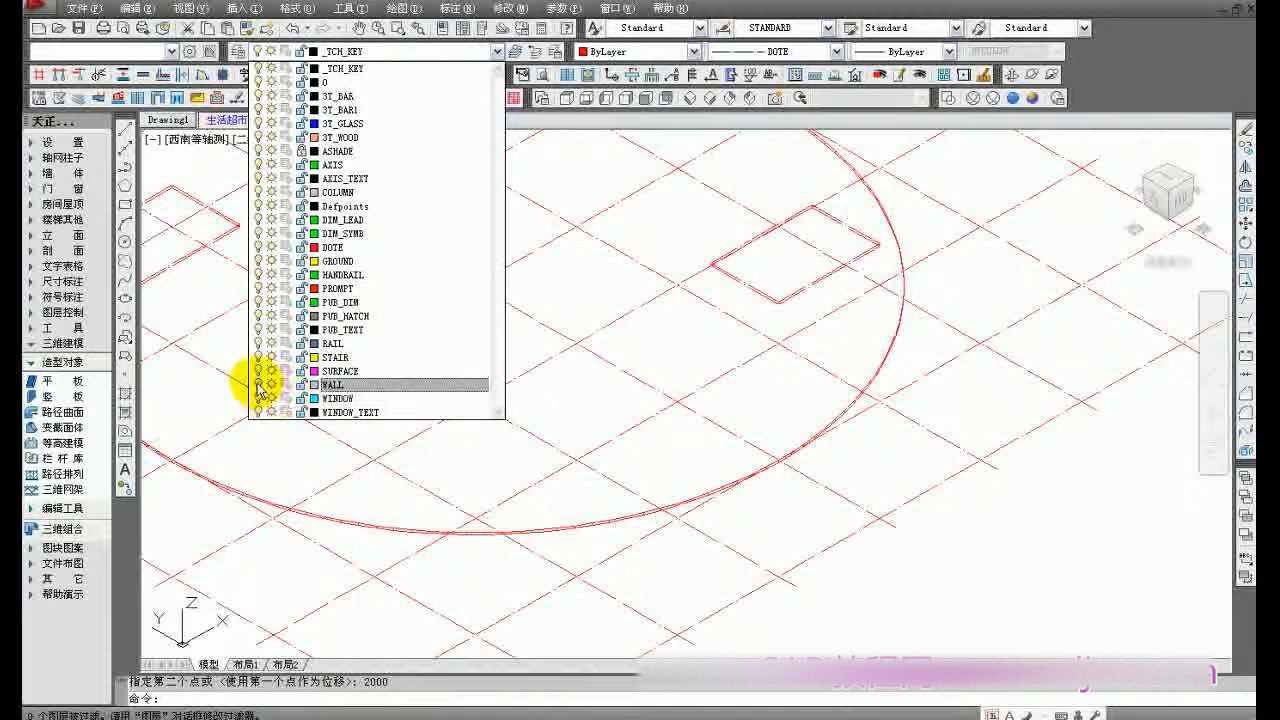 文件(F) 编辑(E) 视图(V) 插入(I) 格式(O) 工具(T) 绘图(D) 标注(N) 修改(M) 参数(P) 窗口(W) 帮助(H)
Standard STANDARD Standard Standard
_TCH_KEY ByLayer DOTE ByLayer
天正... Drawing1 生活超市
[-][西南等轴测][二
_TCH_KEY
0
3T_BAR
3T_BAR1
3T_GLASS
3T_WOOD
ASHADE
AXIS
AXIS_TEXT
COLUMN
Defpoints
DIM_LEAD
DIM_SYMB
DOTE
GROUND
HANDRAIL
PROMPT
PUB_DIM
PUB_HATCH
PUB_TEXT
RAIL
STAIR
SURFACE
WALL
WINDOW
WINDOW_TEXT
设 置
轴网柱子
墙 体
门 窗
房间屋顶
楼梯其他
立 面
剖 面
文字表格
尺寸标注
符号标注
图层控制
工 具
三维建模
造型对象
平 板
竖 板
路径曲面
变截面体
等高建模
栏杆库
路径排列
三维网架
编辑工具
三维组合
图块图案
文件布图
其 它
帮助演示
Z
Y X
模型 布局1 布局2
指定第二个点或 <使用第一个点作为位移>: 2000
命令: